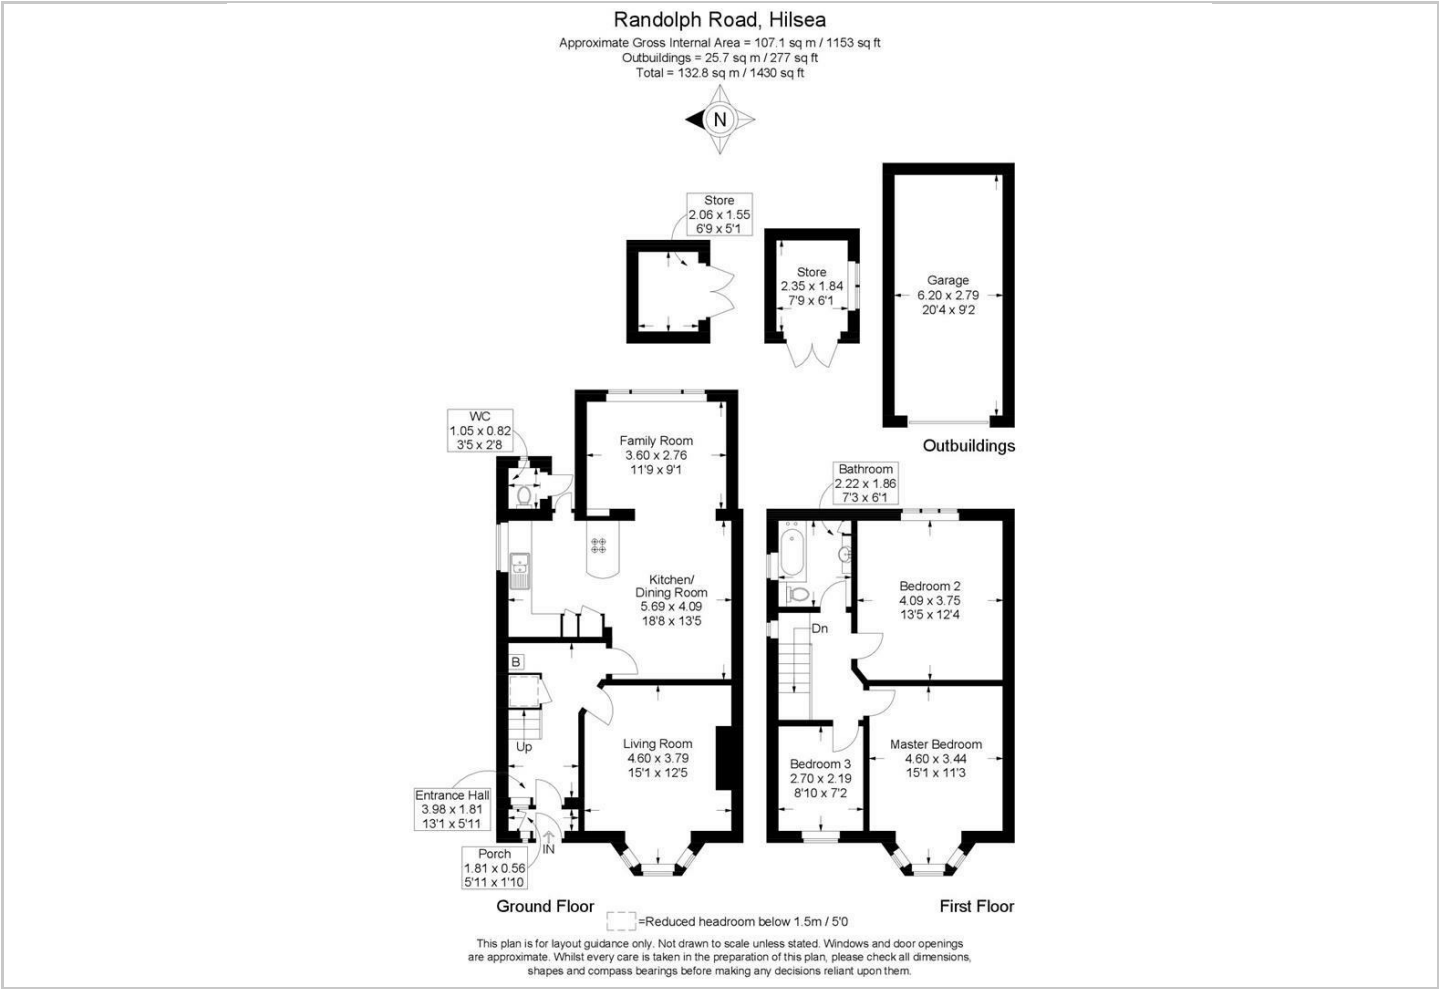 Randolph Road, Hilsea
Approximate Gross Internal Area = 107.1 sq m / 1153 sq ft
Outbuildings = 25.7 sq m / 277 sq ft
Total = 132.8 sq m / 1430 sq ft
N
Store
2.06 x 1.55
6'9 x 5'1
Store
2.35 x 1.84
7'9 x 6'1
Garage
6.20 x 2.79
20'4 x 9'2
Outbuildings
WC
1.05 x 0.82
3'5 x 2'8
Family Room
3.60 x 2.76
11'9 x 9'1
Kitchen/
Dining Room
5.69 x 4.09
18'8 x 13'5
B
Up
Living Room
4.60 x 3.79
15'1 x 12'5
Entrance Hall
3.98 x 1.81
13'1 x 5'11
IN
Porch
1.81 x 0.56
5'11 x 1'10
Ground Floor
Bathroom
2.22 x 1.86
7'3 x 6'1
Bedroom 2
4.09 x 3.75
13'5 x 12'4
Dn
Master Bedroom
4.60 x 3.44
15'1 x 11'3
Bedroom 3
2.70 x 2.19
8'10 x 7'2
First Floor
=Reduced headroom below 1.5m / 5'0
This plan is for layout guidance only. Not drawn to scale unless stated. Windows and door openings
are approximate. Whilst every care is taken in the preparation of this plan, please check all dimensions,
shapes and compass bearings before making any decisions reliant upon them.